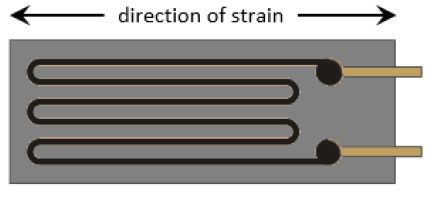 direction of strain